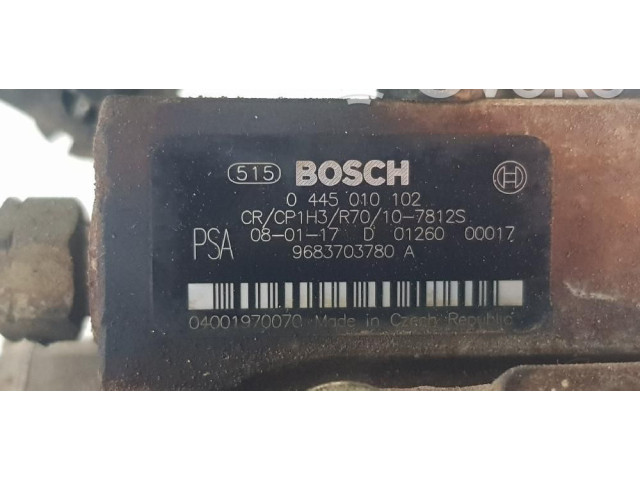 515 BOSCH
0 445 010 102
CR/CP1H3/R70/10-7812S
PSA 08-01-17 D 01260 00017
9683703780 A
04001970070 Made in Czech Republic